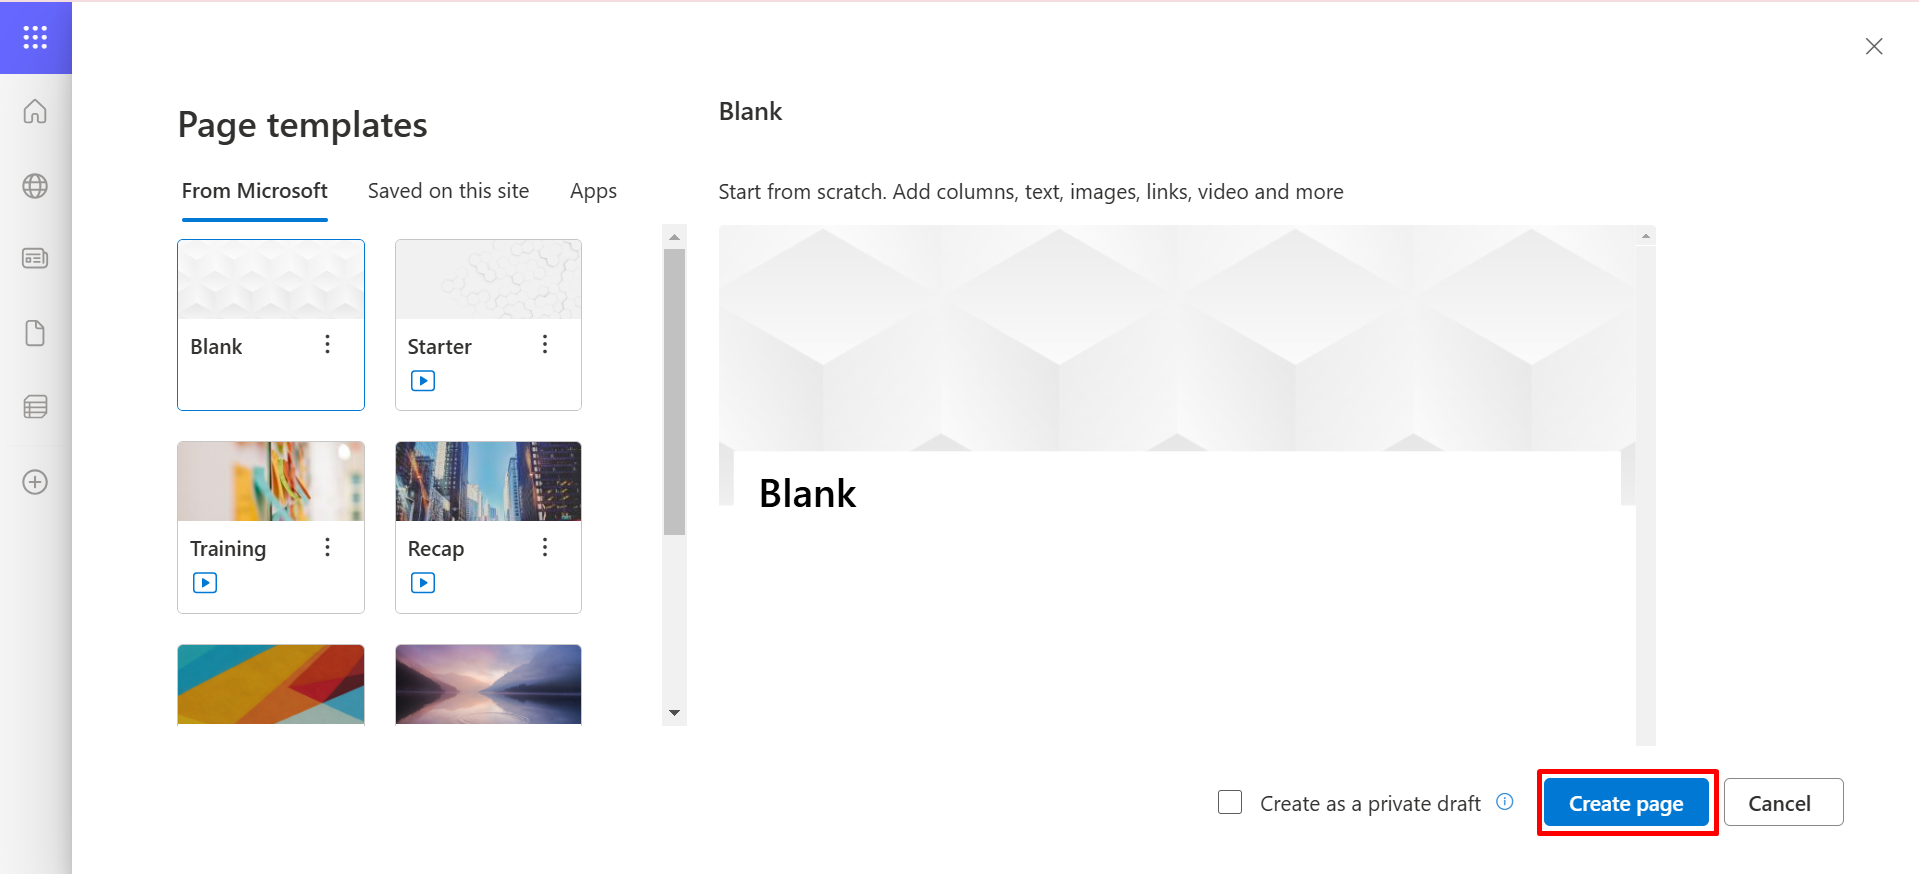 Page templates
From Microsoft
Saved on this site
Apps
Blank
Starter
Training
Recap
Blank
Start from scratch. Add columns, text, images, links, video and more
Blank
Create as a private draft
Create page
Cancel